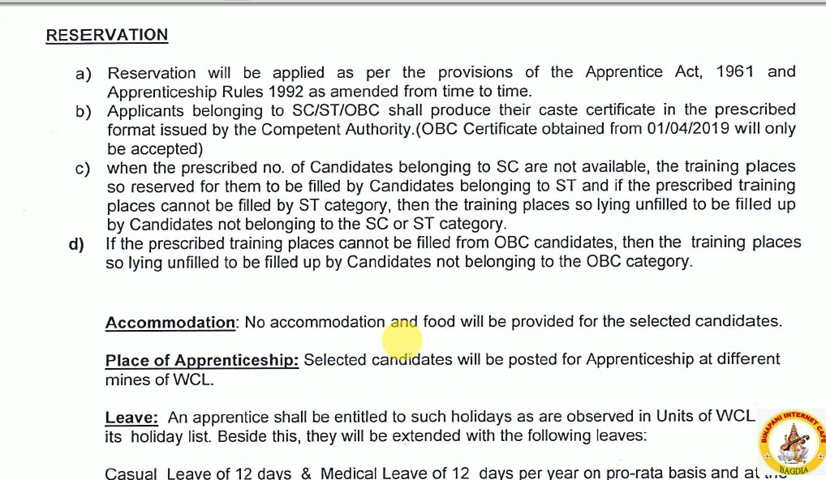 RESERVATION
a) Reservation will be applied as per the provisions of the Apprentice Act, 1961 and
Apprenticeship Rules 1992 as amended from time to time.
b) Applicants belonging to SC/ST/OBC shall produce their caste certificate in the prescribed
format issued by the Competent Authority.(OBC Certificate obtained from 01/04/2019 will only
be accepted)
c) when the prescribed no. of Candidates belonging to SC are not available, the training places
so reserved for them to be filled by Candidates belonging to ST and if the prescribed training
places cannot be filled by ST category, then the training places so lying unfilled to be filled up
by Candidates not belonging to the SC or ST category.
d) If the prescribed training places cannot be filled from OBC candidates, then the training places
so lying unfilled to be filled up by Candidates not belonging to the OBC category.
Accommodation: No accommodation and food will be provided for the selected candidates.
Place of Apprenticeship: Selected candidates will be posted for Apprenticeship at different
mines of WCL.
Leave: An apprentice shall be entitled to such holidays as are observed in Units of WCL
its holiday list. Beside this, they will be extended with the following leaves:
Casual Leave of 12 days & Medical Leave of 12 days per year on pro-rata basis and at
BINAPANI INTERNET CAFE
BAGDIA